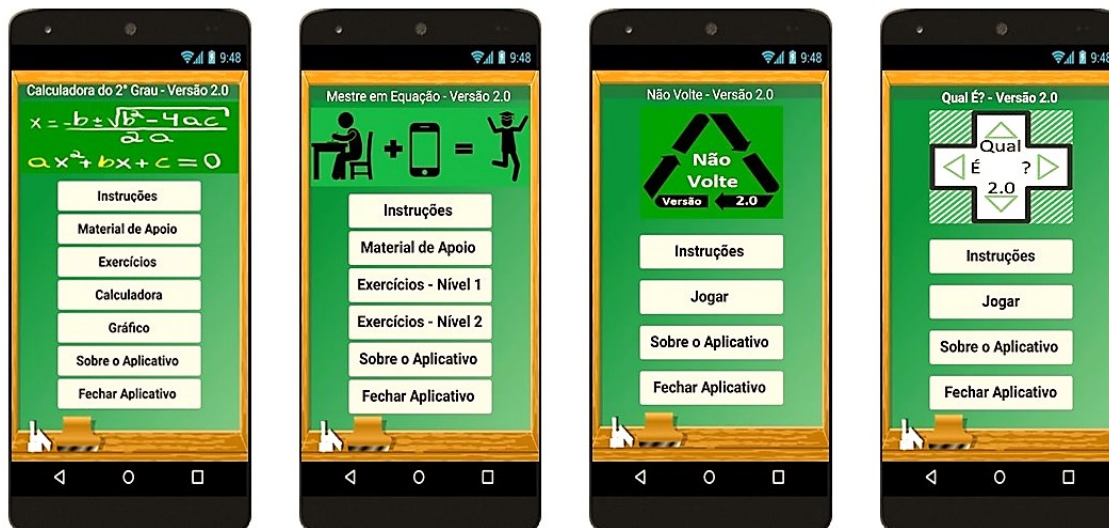 9:48
Calculadora do 2° Grau - Versão 2.0
x = -b ± √b² - 4ac
2a
ax² + bx + c = 0
Instruções
Material de Apoio
Exercícios
Calculadora
Gráfico
Sobre o Aplicativo
Fechar Aplicativo
9:48
Mestre em Equação - Versão 2.0
+ =
Instruções
Material de Apoio
Exercícios - Nível 1
Exercícios - Nível 2
Sobre o Aplicativo
Fechar Aplicativo
9:48
Não Volte - Versão 2.0
Não
Volte
Versão 2.0
Instruções
Jogar
Sobre o Aplicativo
Fechar Aplicativo
9:48
Qual É? - Versão 2.0
Qual
É ?
2.0
Instruções
Jogar
Sobre o Aplicativo
Fechar Aplicativo